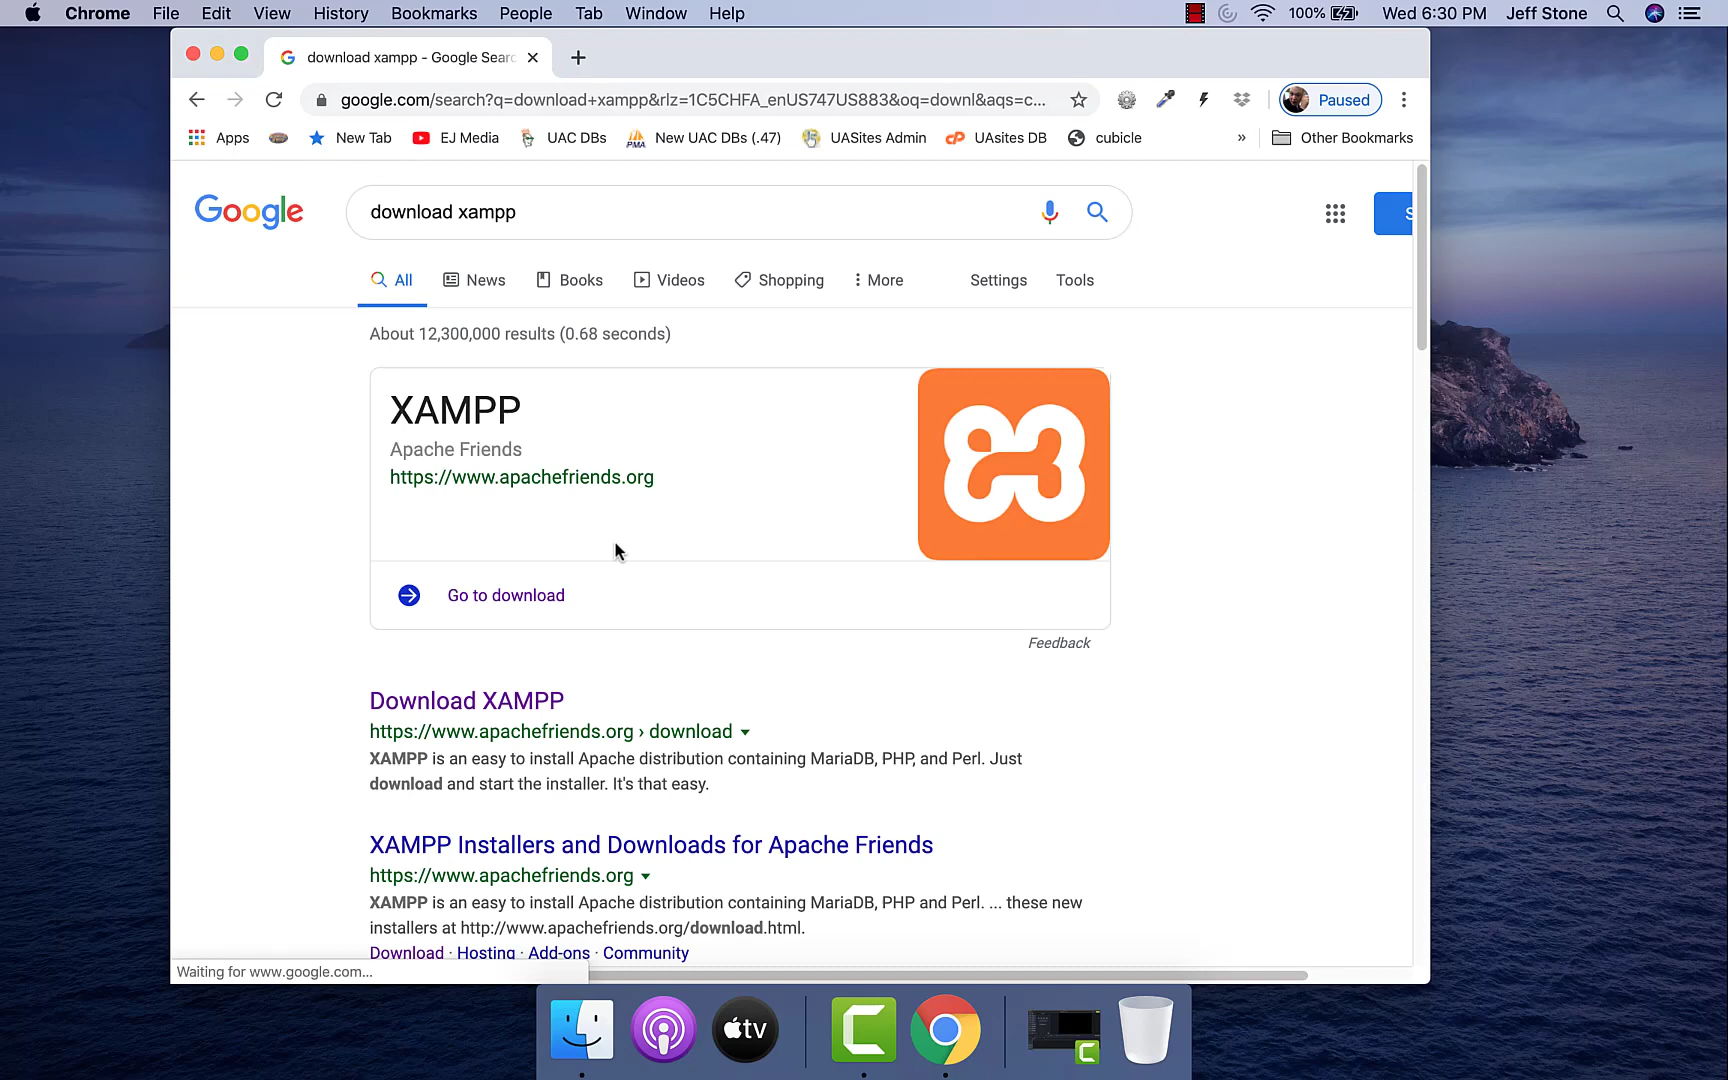 Chrome File Edit View History Bookmarks People Tab Window Help 100% Wed 6:30 PM Jeff Stone
download xampp - Google Searc
google.com/search?q=download+xampp&rlz=1C5CHFA_enUS747US883&oq=downl&aqs=c... Paused
Apps New Tab EJ Media UAC DBs PMA New UAC DBs (.47) UASites Admin cP UAsites DB cubicle » Other Bookmarks
Google download xampp S
All News Books Videos Shopping More Settings Tools
About 12,300,000 results (0.68 seconds)
XAMPP
Apache Friends
https://www.apachefriends.org
Go to download
Feedback
Download XAMPP
https://www.apachefriends.org › download
XAMPP is an easy to install Apache distribution containing MariaDB, PHP, and Perl. Just
download and start the installer. It's that easy.
XAMPP Installers and Downloads for Apache Friends
https://www.apachefriends.org
XAMPP is an easy to install Apache distribution containing MariaDB, PHP and Perl. ... these new
installers at http://www.apachefriends.org/download.html.
Download · Hosting · Add-ons · Community
Waiting for www.google.com...
tv